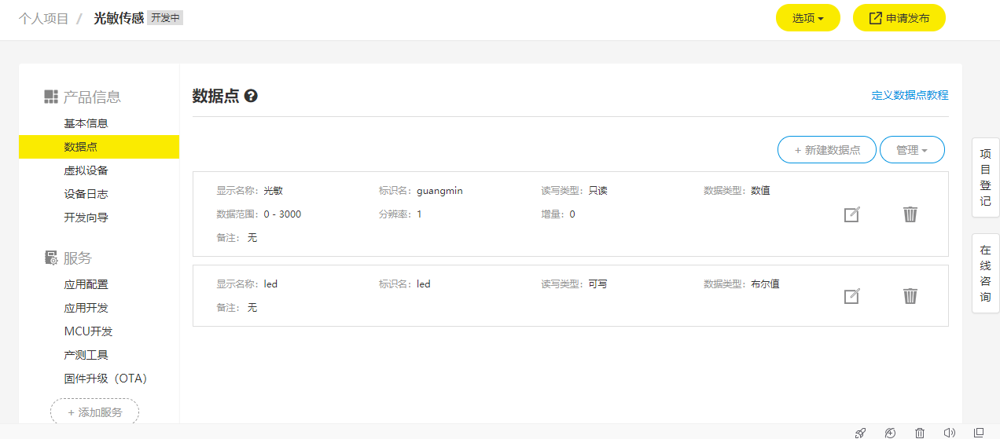 个人项目 / 光敏传感 开发中
选项
申请发布
产品信息
基本信息
数据点
虚拟设备
设备日志
开发向导
服务
应用配置
应用开发
MCU开发
产测工具
固件升级（OTA）
+ 添加服务
数据点 ?
定义数据点教程
+ 新建数据点
管理
显示名称: 光敏 标识名: guangmin 读写类型: 只读 数据类型: 数值
数据范围: 0 - 3000 分辨率: 1 增量: 0
备注: 无
显示名称: led 标识名: led 读写类型: 可写 数据类型: 布尔值
备注: 无
项目登记
在线咨询